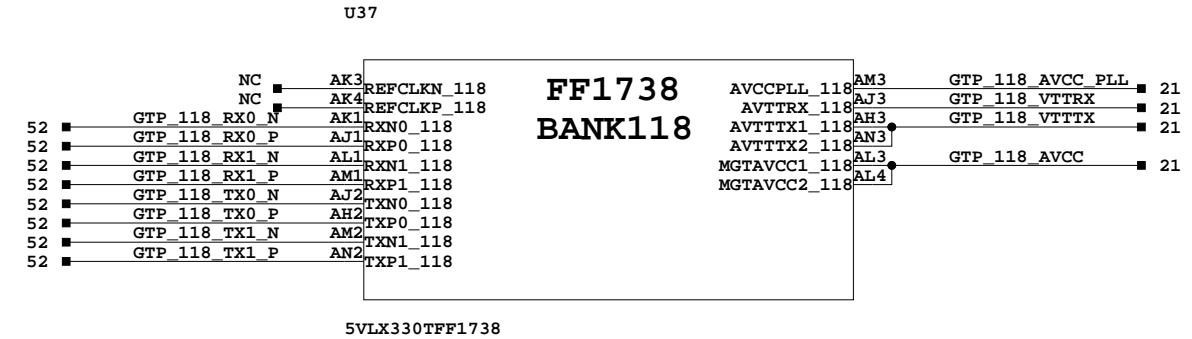 U37
FF1738
BANK118
NC AK3 REFCLKN_118
NC AK4 REFCLKP_118
52 GTP_118_RX0_N AK1 RXN0_118
52 GTP_118_RX0_P AJ1 RXP0_118
52 GTP_118_RX1_N AL1 RXN1_118
52 GTP_118_RX1_P AM1 RXP1_118
52 GTP_118_TX0_N AJ2 TXN0_118
52 GTP_118_TX0_P AH2 TXP0_118
52 GTP_118_TX1_N AM2 TXN1_118
52 GTP_118_TX1_P AN2 TXP1_118
AVCCPLL_118 AM3 GTP_118_AVCC_PLL 21
AVTTRX_118 AJ3 GTP_118_VTTRX 21
AVTTTX1_118 AH3 GTP_118_VTTTX 21
AVTTTX2_118 AN3
MGTAVCC1_118 AL3 GTP_118_AVCC 21
MGTAVCC2_118 AL4
5VLX330TFF1738